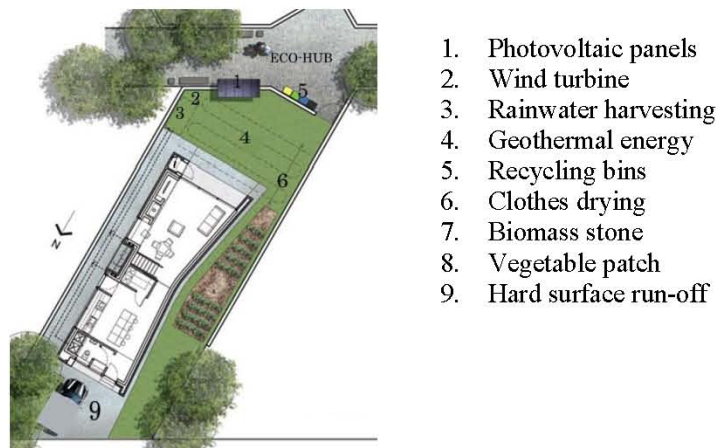 ECO-HUB
1
5
2
3
4
6
N
9
1. Photovoltaic panels
2. Wind turbine
3. Rainwater harvesting
4. Geothermal energy
5. Recycling bins
6. Clothes drying
7. Biomass stone
8. Vegetable patch
9. Hard surface run-off